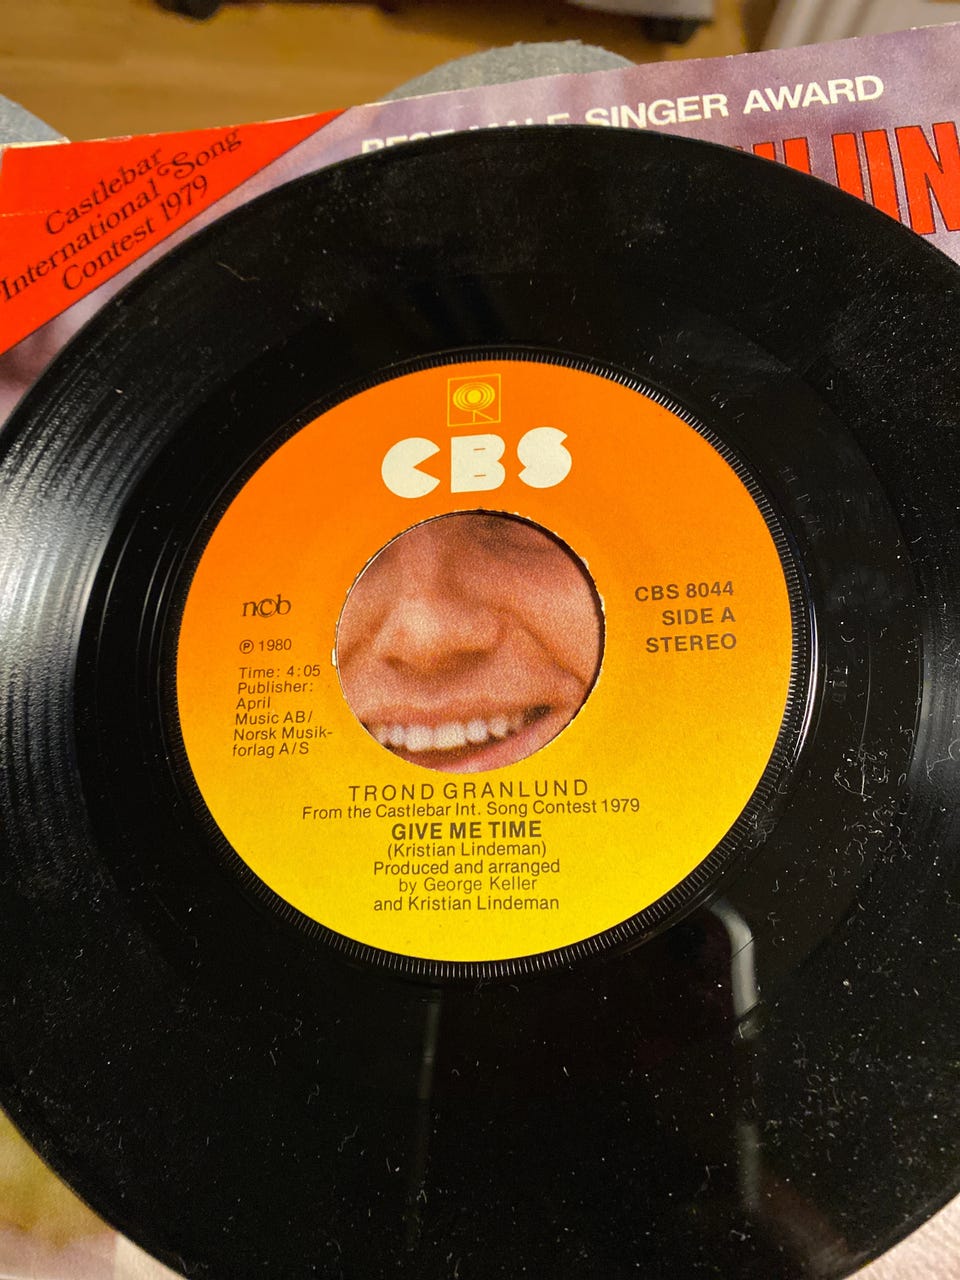 Castlebar
International Song
Contest 1979
BEST MALE SINGER AWARD
CBS
ncb
℗ 1980
Time: 4:05
Publisher:
April
Music AB/
Norsk Musik-
forlag A/S
CBS 8044
SIDE A
STEREO
TROND GRANLUND
From the Castlebar Int. Song Contest 1979
GIVE ME TIME
(Kristian Lindeman)
Produced and arranged
by George Keller
and Kristian Lindeman